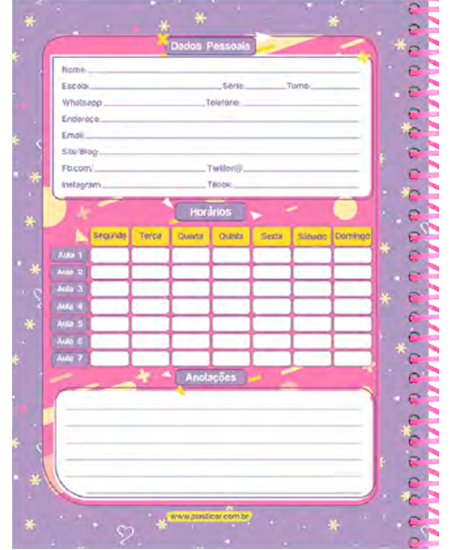 Dados Pessoais
Nome:
Escola: Série: Turno:
Whatsapp: Telefone:
Endereço:
Email:
Site/Blog:
Fb.com/ Twitter@
Instagram: Tiktok:
Horários
Segunda Terça Quarta Quinta Sexta Sábado Domingo
Aula 1
Aula 2
Aula 3
Aula 4
Aula 5
Aula 6
Aula 7
Anotações
www.plasticor.com.br